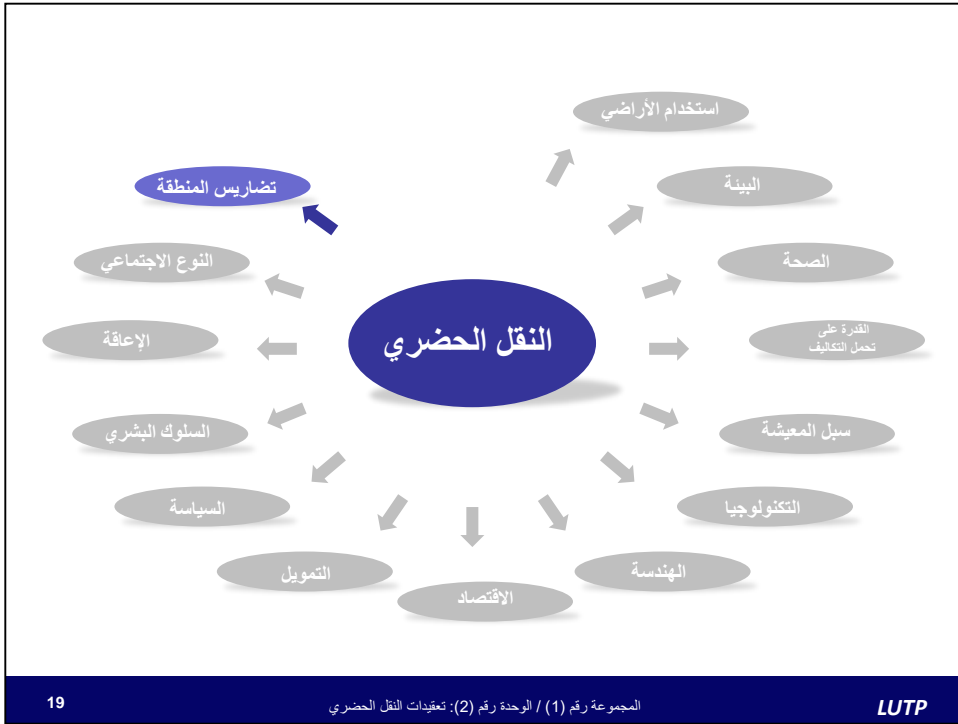 استخدام الأراضي
البيئة
تضاريس المنطقة
الصحة
النوع الاجتماعي
النقل الحضري
القدرة على
تحمل التكاليف
الإعاقة
سبل المعيشة
السلوك البشري
التكنولوجيا
السياسة
الهندسة
التمويل
الاقتصاد
19
المجموعة رقم (1) / الوحدة رقم (2): تعقيدات النقل الحضري
LUTP